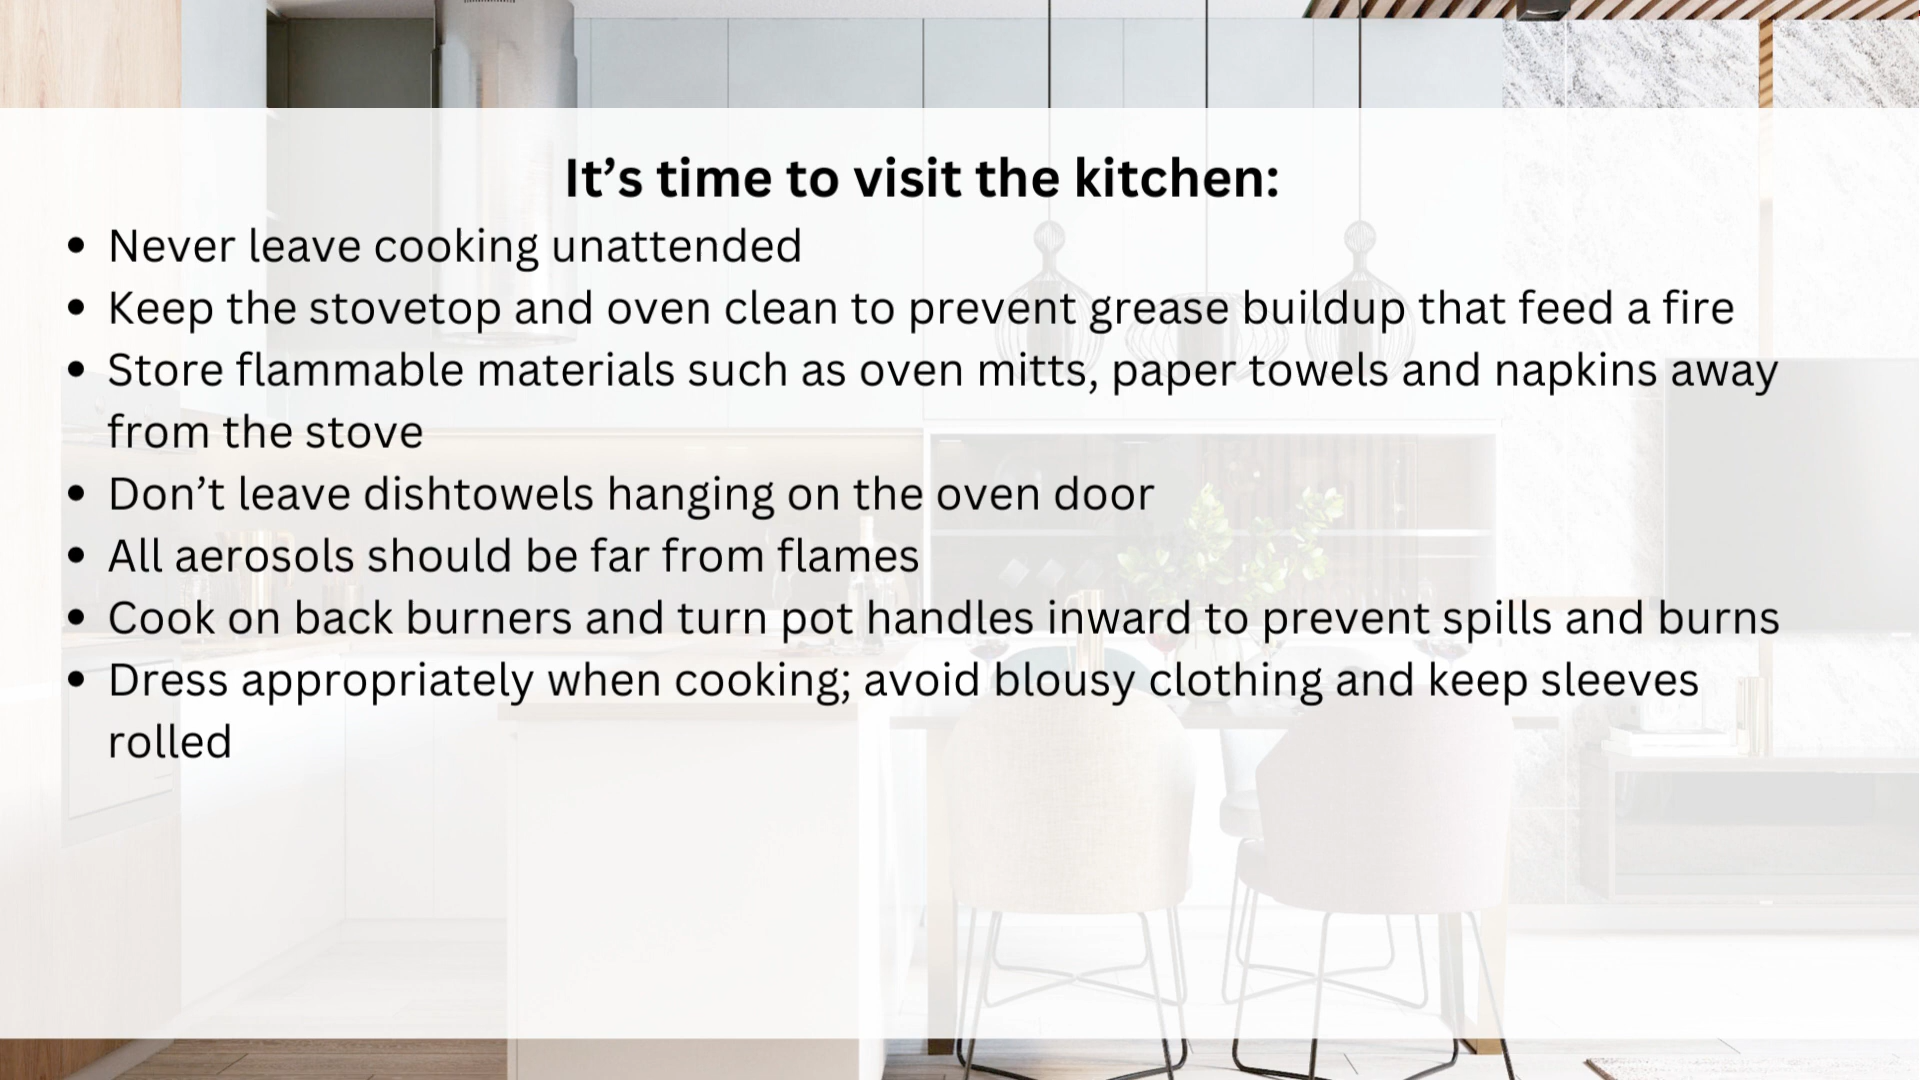 It’s time to visit the kitchen:
• Never leave cooking unattended
• Keep the stovetop and oven clean to prevent grease buildup that feed a fire
• Store flammable materials such as oven mitts, paper towels and napkins away
from the stove
• Don’t leave dishtowels hanging on the oven door
• All aerosols should be far from flames
• Cook on back burners and turn pot handles inward to prevent spills and burns
• Dress appropriately when cooking; avoid blousy clothing and keep sleeves
rolled